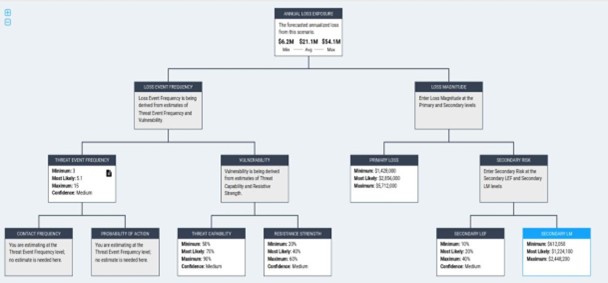 ANNUAL LOSS EXPOSURE
The forecasted annualized loss
from this scenario.
$6.2M $21.1M $54.1M
Min Avg Max
LOSS EVENT FREQUENCY
Loss Event Frequency is being
derived from estimates of
Threat Event Frequency and
Vulnerability.
LOSS MAGNITUDE
Enter Loss Magnitude at the
Primary and Secondary levels
THREAT EVENT FREQUENCY
Minimum: 3
Most Likely: 5.1
Maximum: 15
Confidence: Medium
VULNERABILITY
Vulnerability is being derived
from estimates of Threat
Capability and Resistive
Strength.
PRIMARY LOSS
Minimum: $1,428,000
Most Likely: $2,856,000
Maximum: $5,712,000
SECONDARY RISK
Enter Secondary Risk at the
Secondary LEF and Secondary
LM levels
CONTACT FREQUENCY
You are estimating at the
Threat Event Frequency level,
no estimate is needed here.
PROBABILITY OF ACTION
You are estimating at the
Threat Event Frequency level,
no estimate is needed here.
THREAT CAPABILITY
Minimum:
Most Likely: 70%
Maximum: 90%
Confidence: Medium
RESISTANCE STRENGTH
Minimum: 20%
Most Likely: 40%
Maximum: 60%
Confidence: Medium
SECONDARY LEF
Minimum: 10%
Most Likely: 20%
Maximum: 40%
Confidence: Medium
SECONDARY LM
Minimum: $612,000
Most Likely: $1,224,100
Maximum: $2,448,200